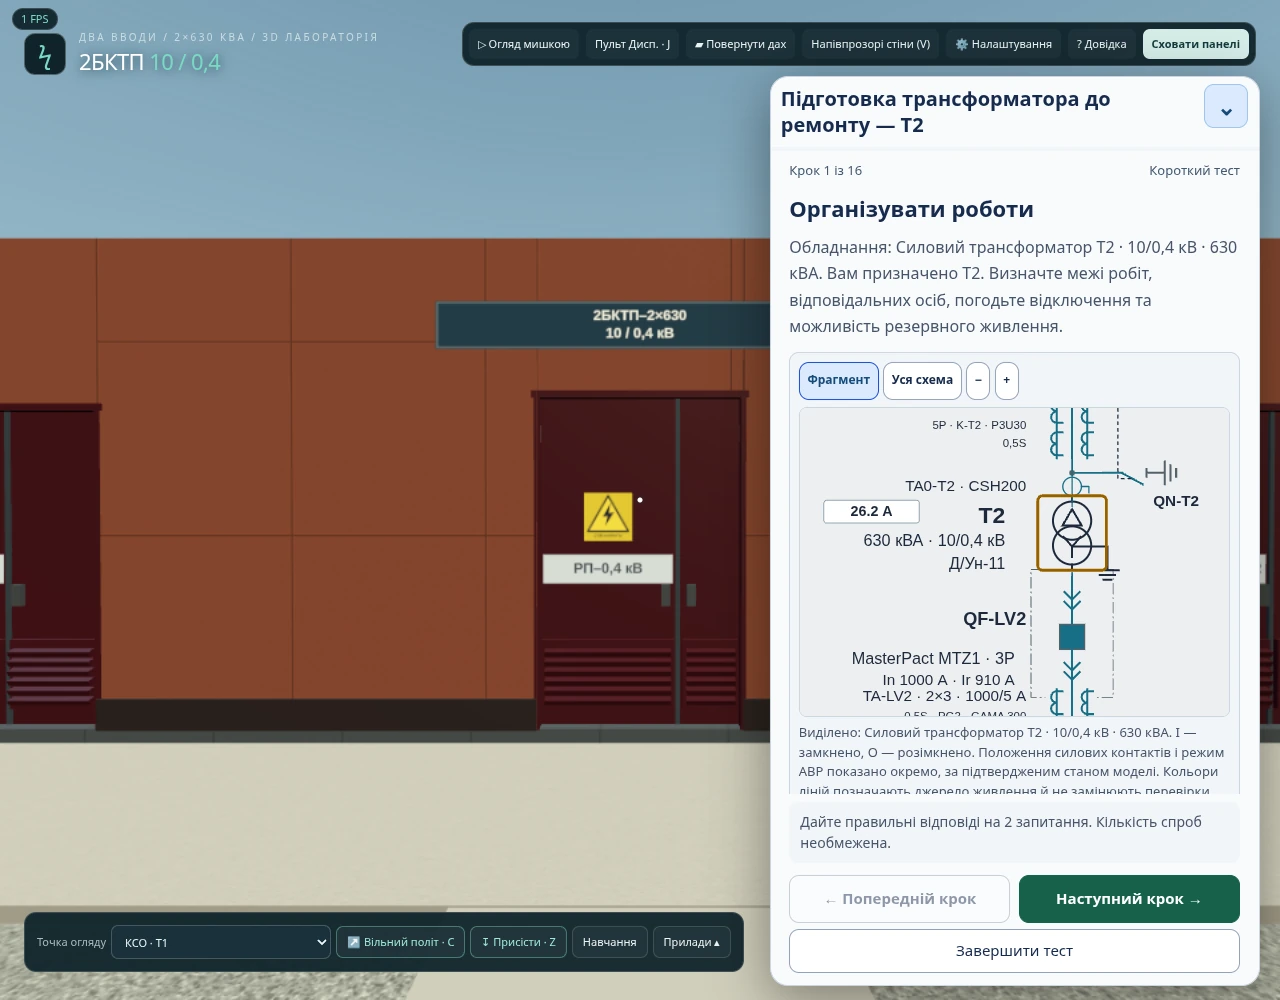 1 FPS
ДВА ВВОДИ / 2×630 КВА / 3D ЛАБОРАТОРІЯ
2БКТП 10 / 0,4
▷ Огляд мишкою
Пульт Дисп. · J
▰ Повернути дах
Напівпрозорі стіни (V)
⚙️ Налаштування
? Довідка
Сховати панелі
Підготовка трансформатора до
ремонту — Т2
Крок 1 із 16
Короткий тест
Організувати роботи
Обладнання: Силовий трансформатор Т2 · 10/0,4 кВ · 630
кВА. Вам призначено Т2. Визначте межі робіт,
відповідальних осіб, погодьте відключення та
можливість резервного живлення.
Фрагмент
Уся схема
−
+
5P · K-T2 · P3U30
0,5S
TA0-T2 · CSH200
QN-T2
26.2 A
T2
630 кВА · 10/0,4 кВ
Д/Ун-11
QF-LV2
MasterPact MTZ1 · 3P
In 1000 A · Ir 910 A
TA-LV2 · 2×3 · 1000/5 A
Виділено: Силовий трансформатор Т2 · 10/0,4 кВ · 630 кВА. I —
замкнено, O — розімкнено. Положення силових контактів і режим
АВР показано окремо, за підтвердженим станом моделі. Кольори
ліній позначають джерело живлення й не замінюють перевірки
Дайте правильні відповіді на 2 запитання. Кількість спроб
необмежена.
← Попередній крок
Наступний крок →
Завершити тест
2БКТП–2×630
10 / 0,4 кВ
РП–0,4 кВ
Точка огляду
КСО · Т1
↗️ Вільний політ · C
↧ Присісти · Z
Навчання
Прилади ▴